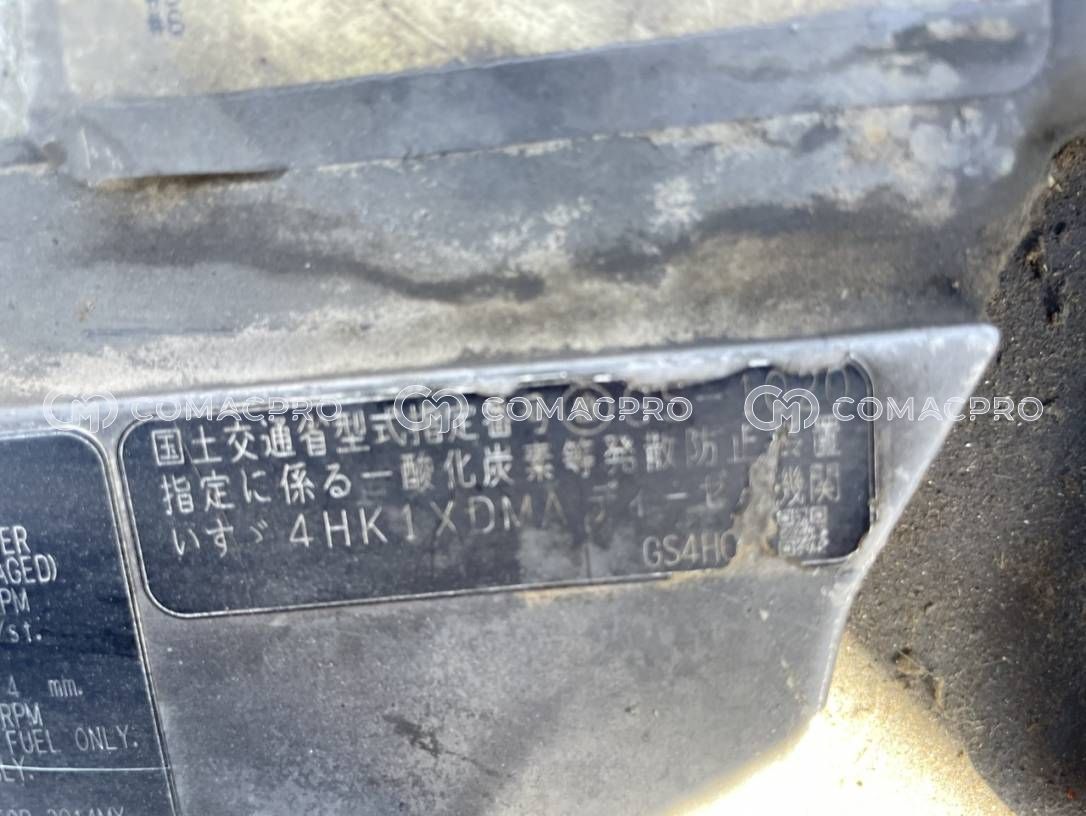 COMACPRO COMACPRO COMACPRO
国土交通省型式指定番号
指定に係る一酸化炭素等発散防止装置
いすゞ 4HK1XDMA ディーゼル機関
GS4H
ER
AGED)
PM
/st.
4 mm.
RPM
FUEL ONLY.
LY.